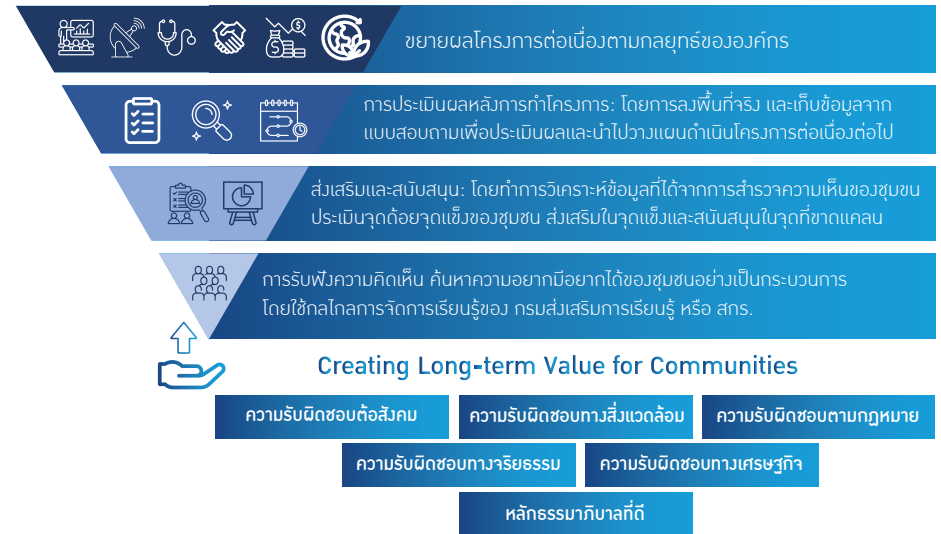 ขยายผลโครงการต่อเนื่องตามกลยุทธ์ขององค์กร
การประเมินผลหลังการทำโครงการ: โดยการลงพื้นที่จริง และเก็บข้อมูลจาก
แบบสอบถามเพื่อประเมินผลและนำไปวางแผนดำเนินโครงการต่อเนื่องต่อไป
ส่งเสริมและสนับสนุน: โดยทำการวิเคราะห์ข้อมูลที่ได้จากการสำรวจความเห็นของชุมขน
ประเมินจุดด้อยจุดแข็งของชุมชน ส่งเสริมในจุดแข็งและสนันสนุนในจุดที่ขาดแคลน
การรับฟังความคิดเห็น ค้นหาความอยากมีอยากได้ของชุมชนอย่างเป็นกระบวนการ
โดยใช้กลไกลการจัดการเรียนรู้ของ กรมส่งเสริมการเรียนรู้ หรือ สกร.
Creating Long-term Value for Communities
ความรับผิดชอบต้อสังคม ความรับผิดชอบทางสิ่งแวดล้อม ความรับผิดชอบตามกฎหมาย
ความรับผิดชอบทางจริยธรรม ความรับผิดชอบทางเศรษฐกิจ
หลักธรรมาภิบาลที่ดี